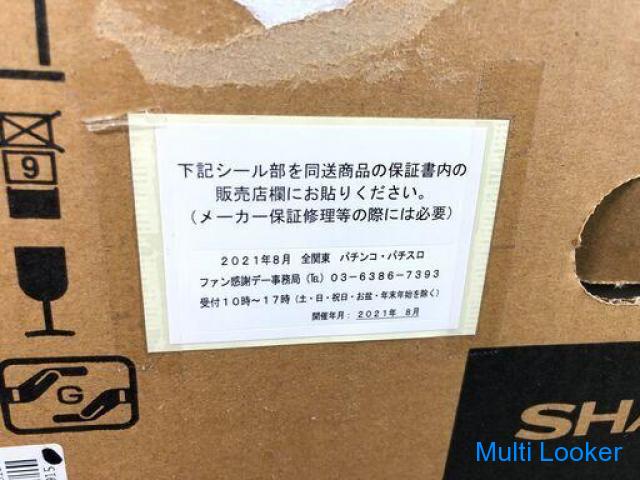 下記シール部を同送商品の保証書内の
販売店欄にお貼りください。
(メーカー保証修理等の際には必要)
2021年8月 全関東 パチンコ・パチスロ
ファン感謝デー事務局(℡)03-6386-7393
受付10時~17時(土・日・祝日・お盆・年末年始を除く)
開催年月:2021年 8月
9
G
SHA
915
Multi Looker